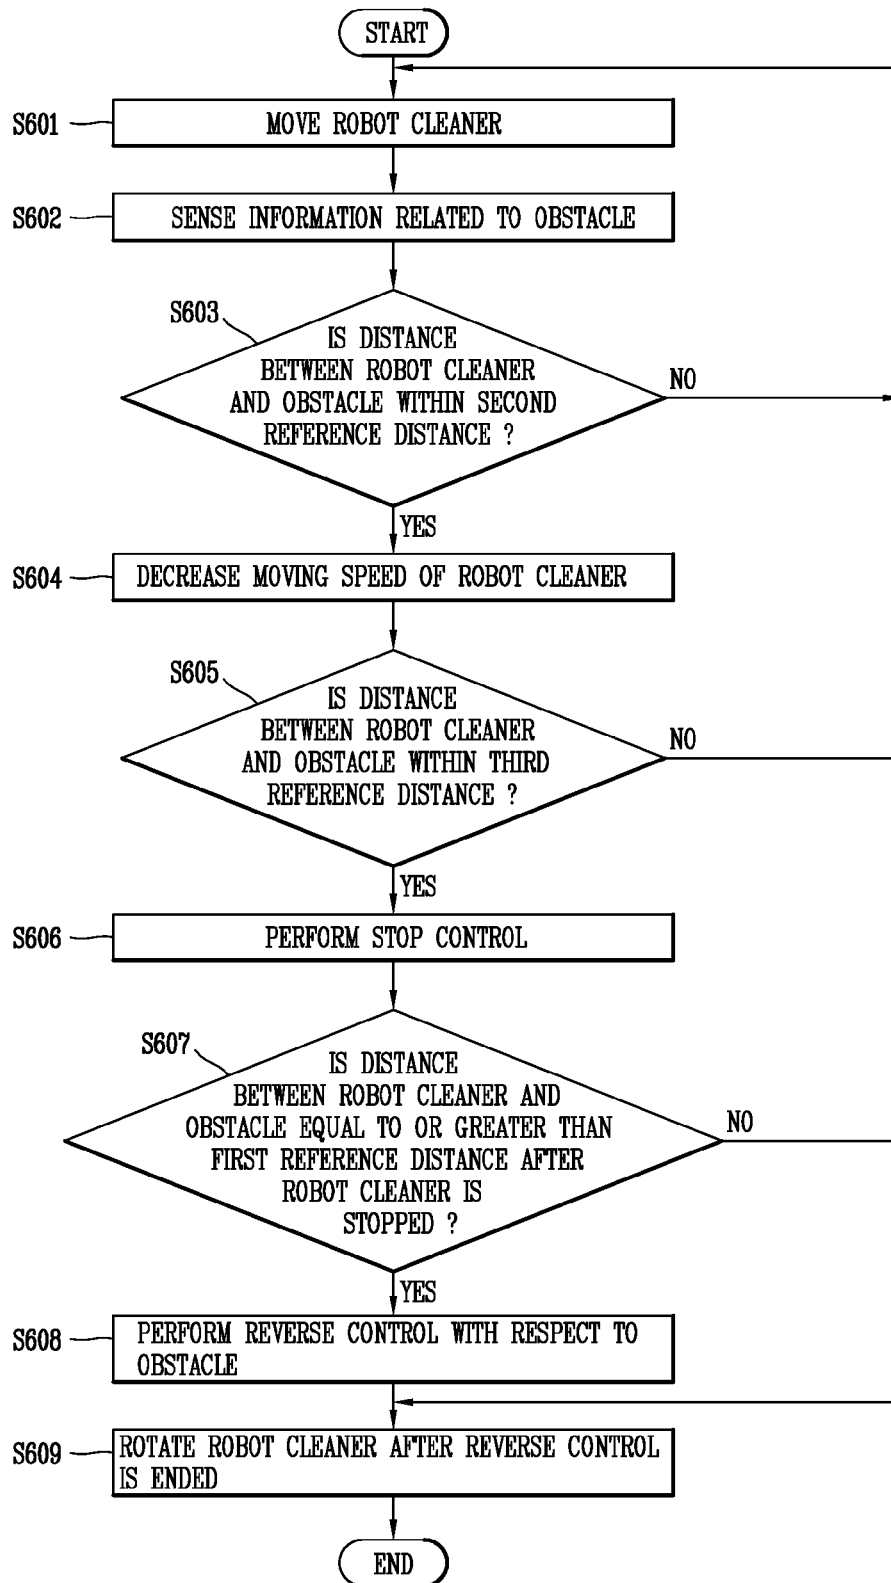 START
S601
MOVE ROBOT CLEANER
S602
SENSE INFORMATION RELATED TO OBSTACLE
S603
IS DISTANCE
BETWEEN ROBOT CLEANER
AND OBSTACLE WITHIN SECOND
REFERENCE DISTANCE ?
NO
YES
S604
DECREASE MOVING SPEED OF ROBOT CLEANER
S605
IS DISTANCE
BETWEEN ROBOT CLEANER
AND OBSTACLE WITHIN THIRD
REFERENCE DISTANCE ?
NO
YES
S606
PERFORM STOP CONTROL
S607
IS DISTANCE
BETWEEN ROBOT CLEANER AND
OBSTACLE EQUAL TO OR GREATER THAN
FIRST REFERENCE DISTANCE AFTER
ROBOT CLEANER IS
STOPPED ?
NO
YES
S608
PERFORM REVERSE CONTROL WITH RESPECT TO
OBSTACLE
S609
ROTATE ROBOT CLEANER AFTER REVERSE CONTROL
IS ENDED
END